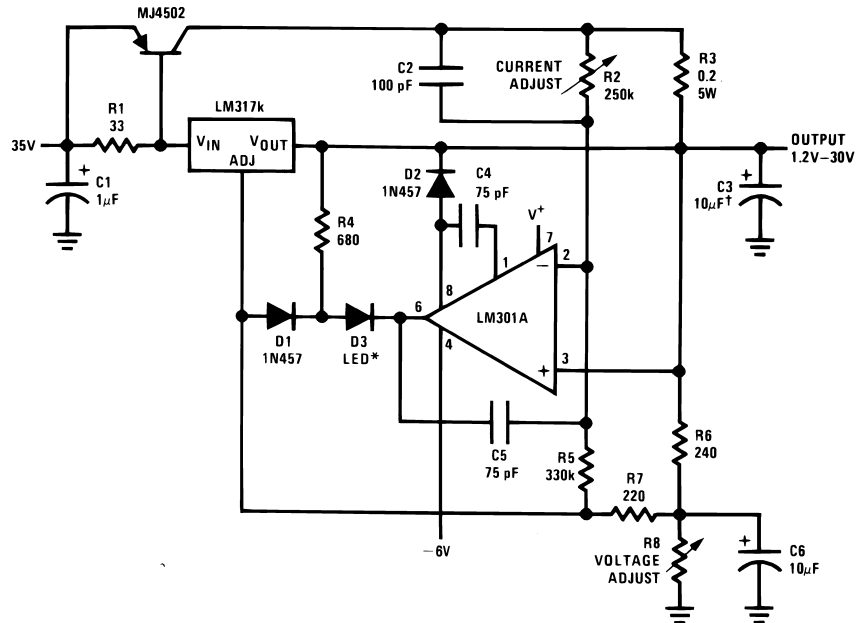 MJ4502
C2
100 pF
CURRENT
ADJUST
R2
250k
R3
0.2
5W
R1
33
LM317k
35V
VIN
VOUT
ADJ
OUTPUT
1.2V–30V
C1
1μF
+
D2
1N457
C4
75 pF
C3
10μF†
+
R4
680
V+
7
2
1
−
8
6
LM301A
4
3
+
D1
1N457
D3
LED*
C5
75 pF
R5
330k
R6
240
R7
220
−6V
R8
VOLTAGE
ADJUST
+
C6
10μF